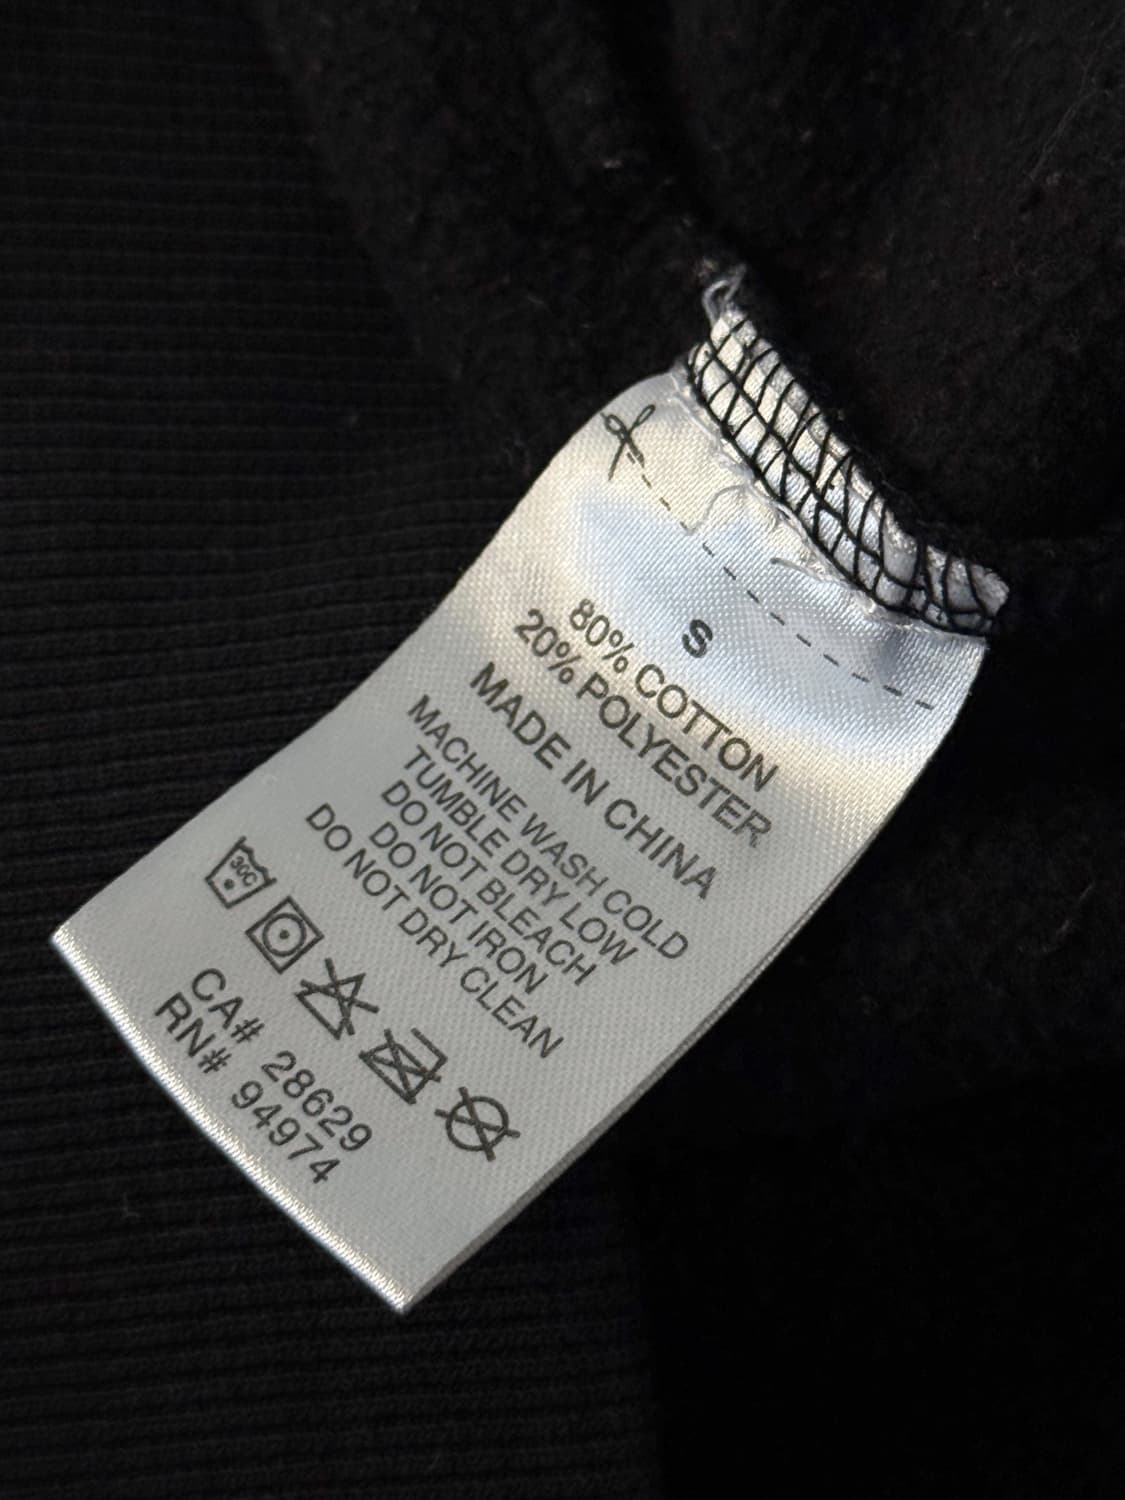 S
80% COTTON
20% POLYESTER
MADE IN CHINA
MACHINE WASH COLD
TUMBLE DRY LOW
DO NOT BLEACH
DO NOT IRON
DO NOT DRY CLEAN
30C
CA# 28629
RN# 94974